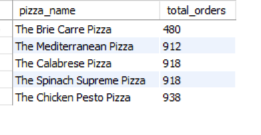 pizza_name total_orders
The Brie Carre Pizza 480
The Mediterranean Pizza 912
The Calabrese Pizza 918
The Spinach Supreme Pizza 918
The Chicken Pesto Pizza 938